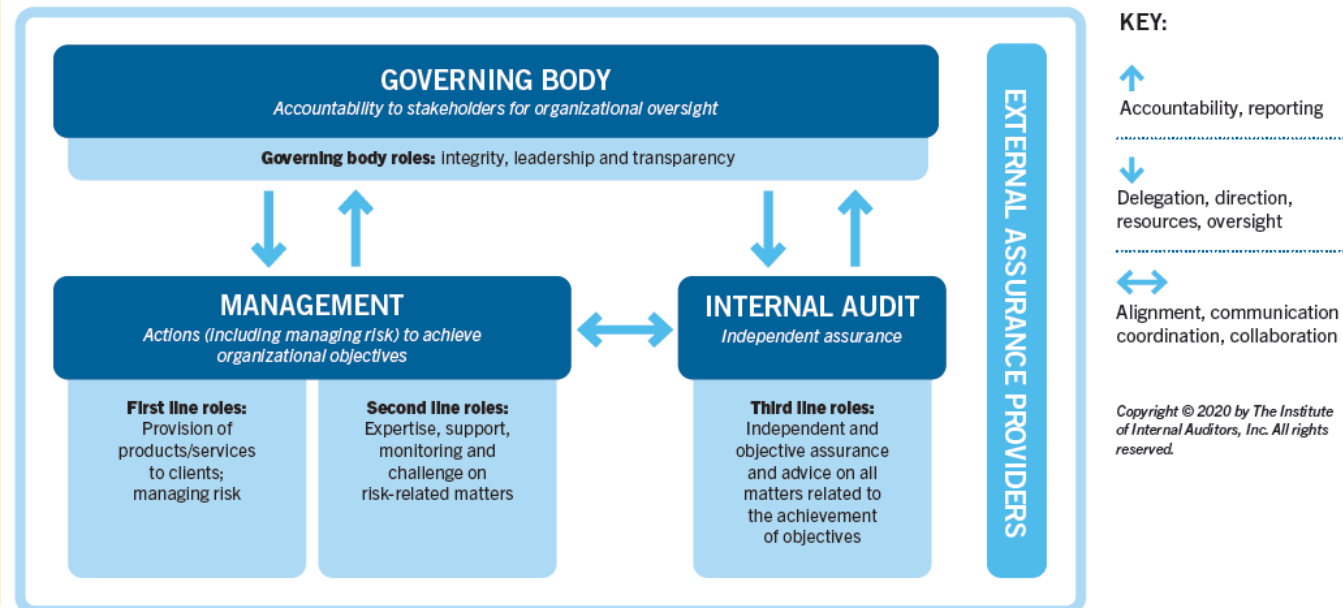 GOVERNING BODY
Accountability to stakeholders for organizational oversight
Governing body roles: integrity, leadership and transparency
MANAGEMENT
Actions (including managing risk) to achieve
organizational objectives
First line roles:
Provision of
products/services
to clients;
managing risk
Second line roles:
Expertise, support,
monitoring and
challenge on
risk-related matters
INTERNAL AUDIT
Independent assurance
Third line roles:
Independent and
objective assurance
and advice on all
matters related to
the achievement
of objectives
EXTERNAL ASSURANCE PROVIDERS
KEY:
Accountability, reporting
Delegation, direction,
resources, oversight
Alignment, communication
coordination, collaboration
Copyright © 2020 by The Institute
of Internal Auditors, Inc. All rights
reserved.